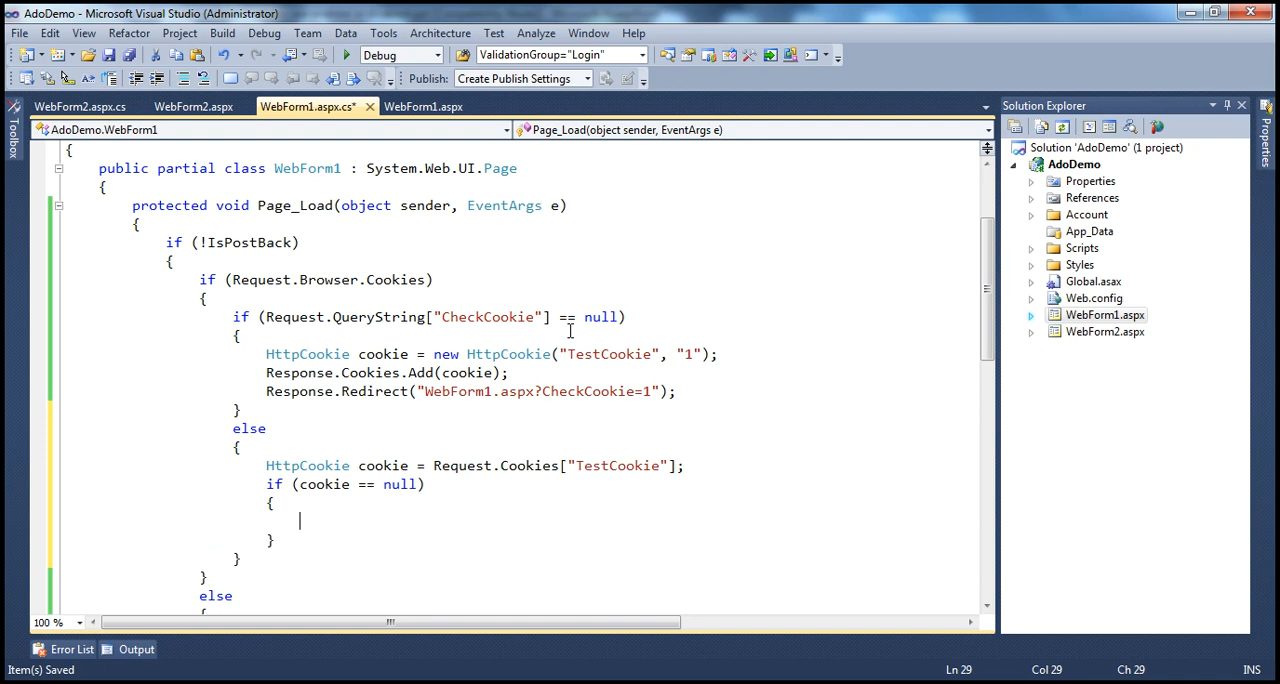 AdoDemo - Microsoft Visual Studio (Administrator)
File Edit View Refactor Project Build Debug Team Data Tools Architecture Test Analyze Window Help
Debug ValidationGroup="Login"
Publish: Create Publish Settings
WebForm2.aspx.cs WebForm2.aspx WebForm1.aspx.cs* WebForm1.aspx
Toolbox
AdoDemo.WebForm1 Page_Load(object sender, EventArgs e)
{
public partial class WebForm1 : System.Web.UI.Page
{
protected void Page_Load(object sender, EventArgs e)
{
if (!IsPostBack)
{
if (Request.Browser.Cookies)
{
if (Request.QueryString["CheckCookie"] == null)
{
HttpCookie cookie = new HttpCookie("TestCookie", "1");
Response.Cookies.Add(cookie);
Response.Redirect("WebForm1.aspx?CheckCookie=1");
}
else
{
HttpCookie cookie = Request.Cookies["TestCookie"];
if (cookie == null)
{
}
}
}
else
{
100 %
Solution Explorer
Solution 'AdoDemo' (1 project)
AdoDemo
Properties
References
Account
App_Data
Scripts
Styles
Global.asax
Web.config
WebForm1.aspx
WebForm2.aspx
Properties
Error List Output
Item(s) Saved Ln 29 Col 29 Ch 29 INS